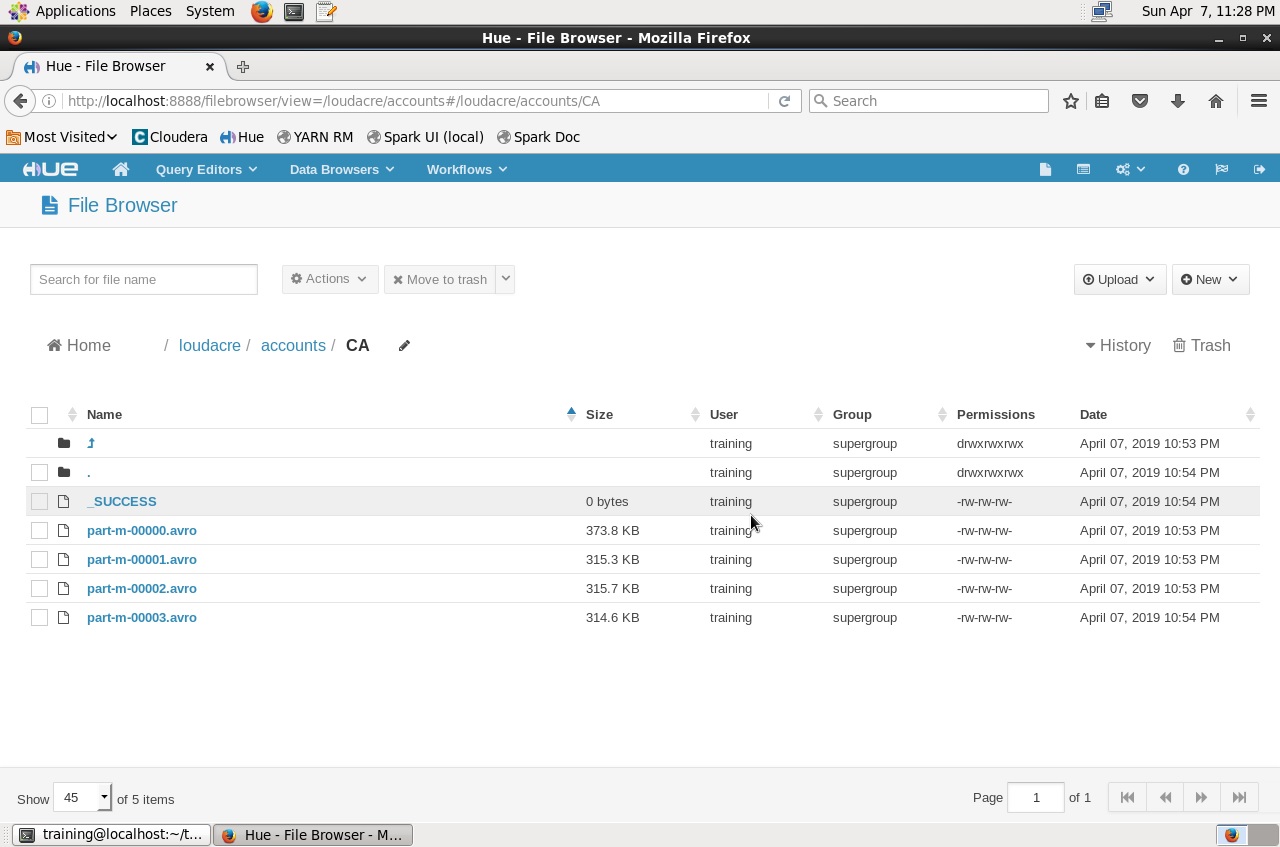 Applications Places System Sun Apr 7, 11:28 PM
Hue - File Browser - Mozilla Firefox
Hue - File Browser
http://localhost:8888/filebrowser/view=/loudacre/accounts#/loudacre/accounts/CA Search
Most Visited Cloudera Hue YARN RM Spark UI (local) Spark Doc
HUE Query Editors Data Browsers Workflows
File Browser
Search for file name Actions Move to trash Upload New
Home / loudacre / accounts / CA History Trash
Name Size User Group Permissions Date
training supergroup drwxrwxrwx April 07, 2019 10:53 PM
. training supergroup drwxrwxrwx April 07, 2019 10:54 PM
_SUCCESS 0 bytes training supergroup -rw-rw-rw- April 07, 2019 10:54 PM
part-m-00000.avro 373.8 KB training supergroup -rw-rw-rw- April 07, 2019 10:53 PM
part-m-00001.avro 315.3 KB training supergroup -rw-rw-rw- April 07, 2019 10:53 PM
part-m-00002.avro 315.7 KB training supergroup -rw-rw-rw- April 07, 2019 10:53 PM
part-m-00003.avro 314.6 KB training supergroup -rw-rw-rw- April 07, 2019 10:54 PM
Show 45 of 5 items Page 1 of 1
training@localhost:~/t... Hue - File Browser - M...